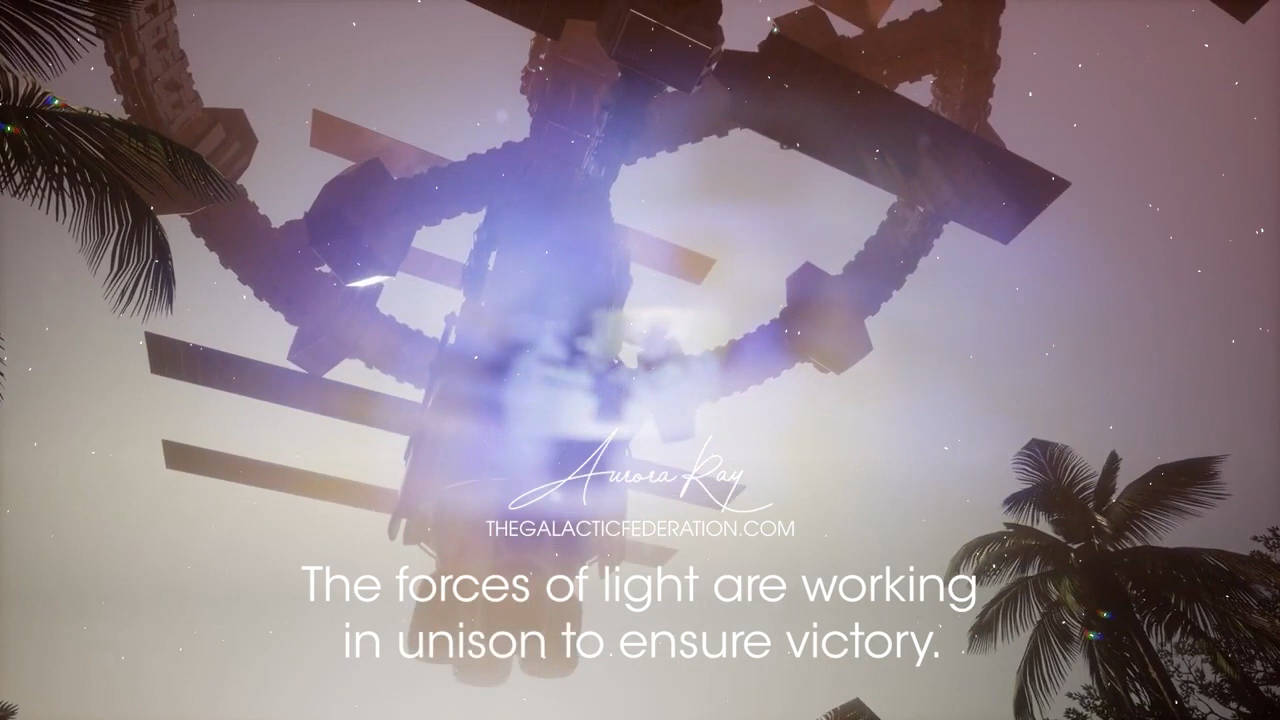 Aurora Ray
THEGALACTICFEDERATION.COM
The forces of light are working
in unison to ensure victory.